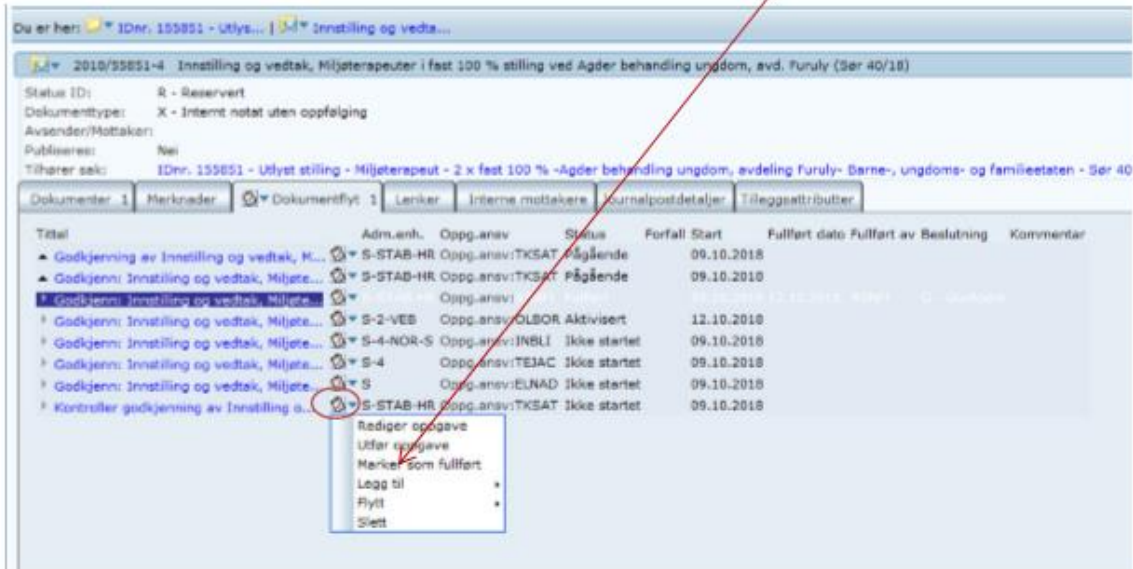 Du er her: IDnr. 155851 - Utlys... | Innstilling og vedta...
2018/55851-4 Innstilling og vedtak, Miljøterapeuter i fast 100 % stilling ved Agder behandling ungdom, avd. Furuly (Sør 40/18)
Status ID: R - Reservert
Dokumenttype: X - Internt notat uten oppfølging
Avsender/Mottaker:
Publiseres: Nei
Tilhører sak: IDnr. 155851 - Utlyst stilling - Miljøterapeut - 2 x fast 100 % -Agder behandling ungdom, avdeling Furuly- Barne-, ungdoms- og familieetaten - Sør 40
Dokumenter 1 Merknader Dokumentflyt 1 Lenker Interne mottakere Journalpostdetaljer Tilleggsattributter
Tittel Adm.enh. Oppg.ansv Status Forfall Start Fullført dato Fullført av Beslutning Kommentar
Godkjenning av Innstilling og vedtak, M... S-STAB-HR Oppg.ansv:TKSAT Pågående 09.10.2018
Godkjenn: Innstilling og vedtak, Miljøte... S-STAB-HR Oppg.ansv:TKSAT Pågående 09.10.2018
Godkjenn: Innstilling og vedtak, Miljøte... S-STAB-HR Oppg.ansv:
Godkjenn: Innstilling og vedtak, Miljøte... S-2-VEB Oppg.ansv:OLBOR Aktivisert 12.10.2018
Godkjenn: Innstilling og vedtak, Miljøte... S-4-NOR-S Oppg.ansv:INBLI Ikke startet 09.10.2018
Godkjenn: Innstilling og vedtak, Miljøte... S-4 Oppg.ansv:TEJAC Ikke startet 09.10.2018
Godkjenn: Innstilling og vedtak, Miljøte... S Oppg.ansv:ELNAD Ikke startet 09.10.2018
Kontroller godkjenning av Innstilling o... S-STAB-HR Oppg.ansv:TKSAT Ikke startet 09.10.2018
Rediger oppgave
Utfør oppgave
Marker som fullført
Legg til
Flytt
Slett